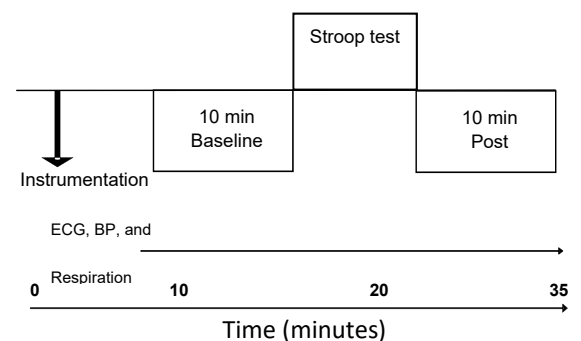 Stroop test
10 min
Baseline
10 min
Post
Instrumentation
ECG, BP, and
Respiration
0 10 20 35
Time (minutes)